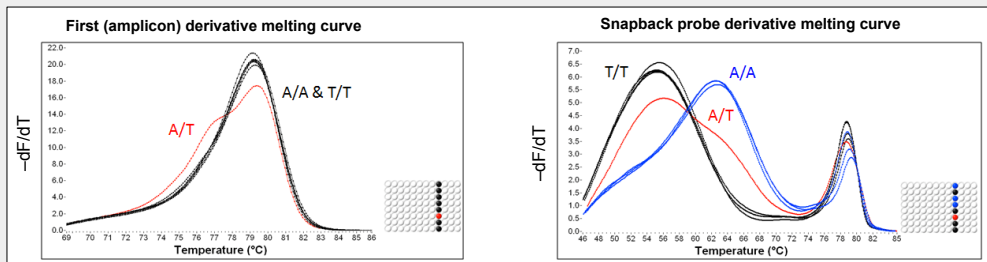 First (amplicon) derivative melting curve
–dF/dT
22.0
20.0
18.0
16.0
14.0
12.0
10.0
8.0
6.0
4.0
2.0
0.0
A/T
A/A & T/T
69 70 71 72 73 74 75 76 77 78 79 80 81 82 83 84 85 86
Temperature (ºC)
Snapback probe derivative melting curve
–dF/dT
7.0
6.5
6.0
5.5
5.0
4.5
4.0
3.5
3.0
2.5
2.0
1.5
1.0
0.5
0.0
T/T
A/A
A/T
46 48 50 52 54 56 58 60 62 64 66 68 70 72 74 76 78 80 82 85
Temperature (ºC)